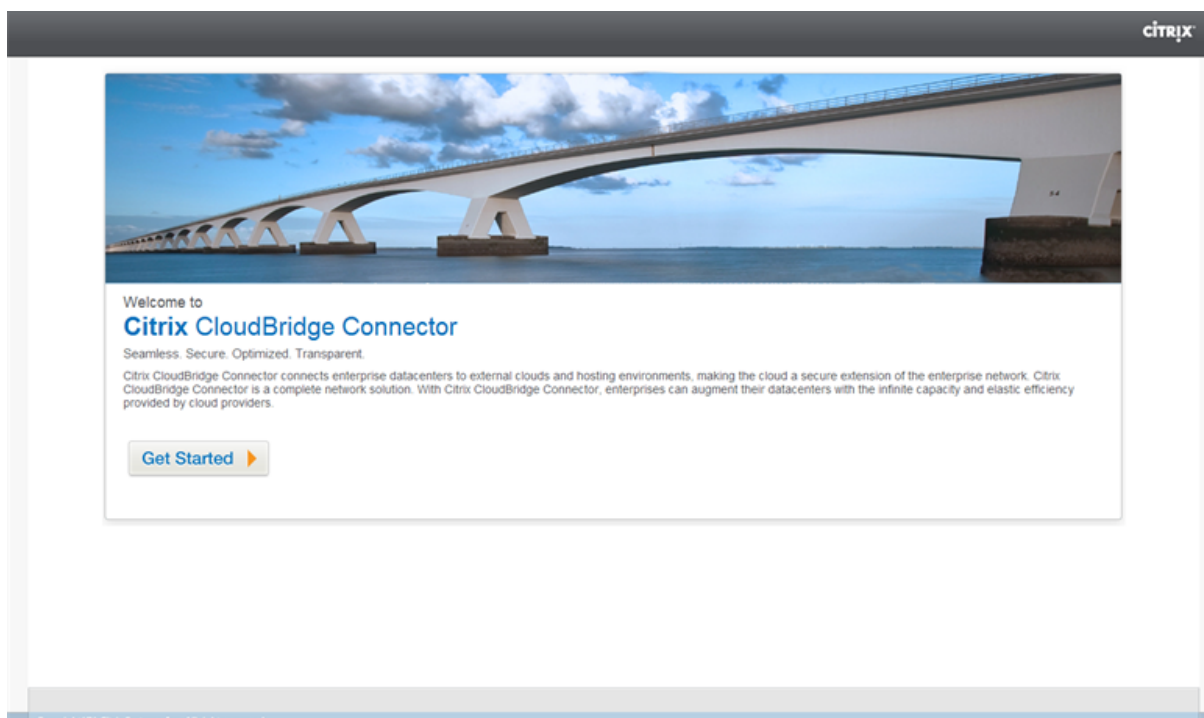 CİTRIX
Welcome to
Citrix CloudBridge Connector
Seamless. Secure. Optimized. Transparent.
Citrix CloudBridge Connector connects enterprise datacenters to external clouds and hosting environments, making the cloud a secure extension of the enterprise network. Citrix
CloudBridge Connector is a complete network solution. With Citrix CloudBridge Connector, enterprises can augment their datacenters with the infinite capacity and elastic efficiency
provided by cloud providers.
Get Started